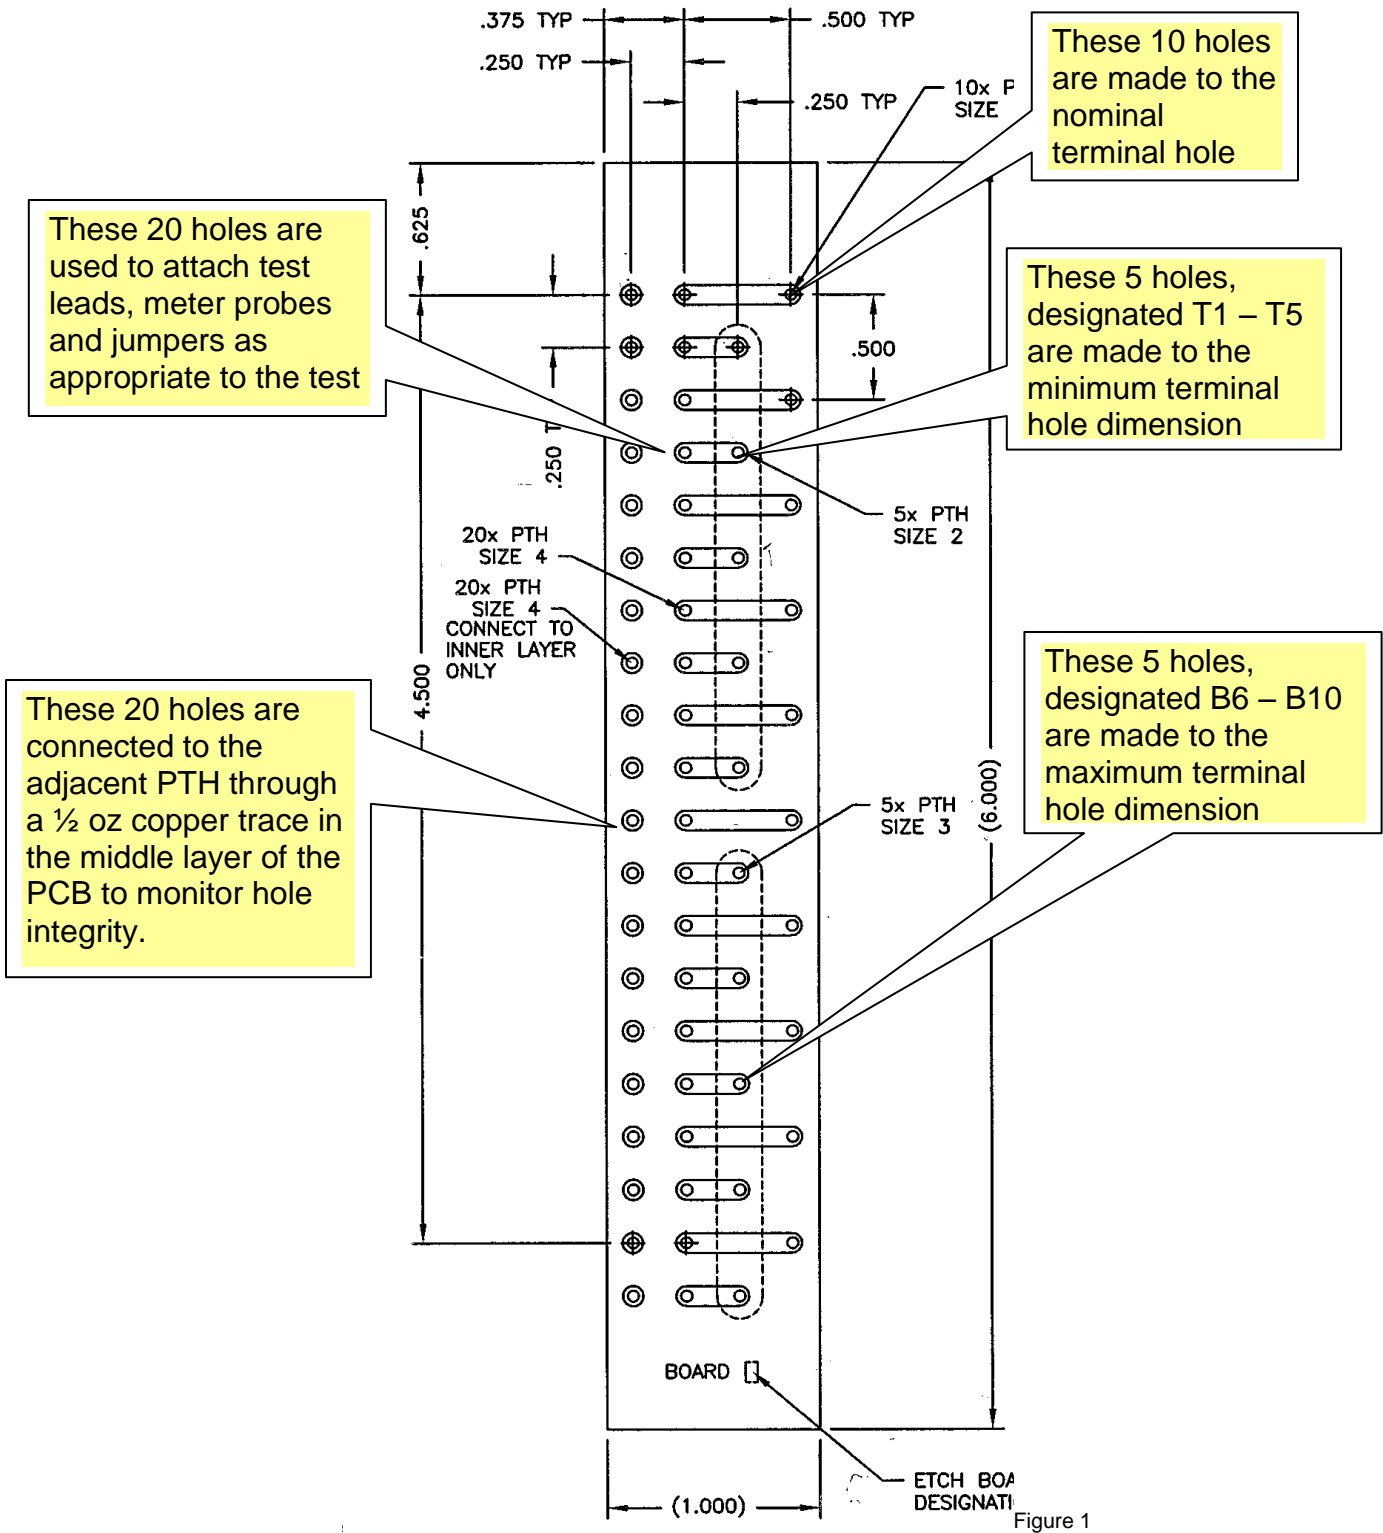 .375 TYP
.500 TYP
.250 TYP
.250 TYP
10x P
SIZE
These 10 holes
are made to the
nominal
terminal hole
.625
These 20 holes are
used to attach test
leads, meter probes
and jumpers as
appropriate to the test
These 5 holes,
designated T1 – T5
are made to the
minimum terminal
hole dimension
.500
.250 T
5x PTH
SIZE 2
20x PTH
SIZE 4
20x PTH
SIZE 4
CONNECT TO
INNER LAYER
ONLY
4.500
These 5 holes,
designated B6 – B10
are made to the
maximum terminal
hole dimension
These 20 holes are
connected to the
adjacent PTH through
a ½ oz copper trace in
the middle layer of the
PCB to monitor hole
integrity.
(6.000)
5x PTH
SIZE 3
BOARD
ETCH BOA
DESIGNATI
(1.000)
Figure 1